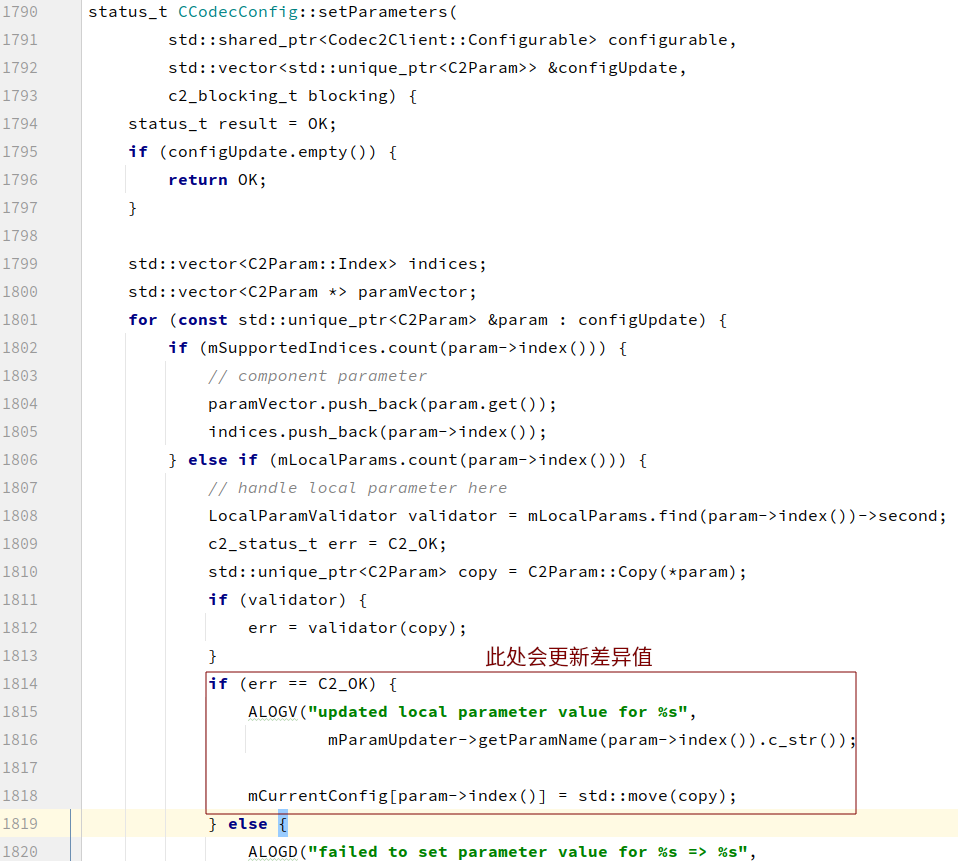 1790 status_t CCodecConfig::setParameters(
1791         std::shared_ptr<Codec2Client::Configurable> configurable,
1792         std::vector<std::unique_ptr<C2Param>> &configUpdate,
1793         c2_blocking_t blocking) {
1794     status_t result = OK;
1795     if (configUpdate.empty()) {
1796         return OK;
1797     }
1798
1799     std::vector<C2Param::Index> indices;
1800     std::vector<C2Param *> paramVector;
1801     for (const std::unique_ptr<C2Param> &param : configUpdate) {
1802         if (mSupportedIndices.count(param->index())) {
1803             // component parameter
1804             paramVector.push_back(param.get());
1805             indices.push_back(param->index());
1806         } else if (mLocalParams.count(param->index())) {
1807             // handle local parameter here
1808             LocalParamValidator validator = mLocalParams.find(param->index())->second;
1809             c2_status_t err = C2_OK;
1810             std::unique_ptr<C2Param> copy = C2Param::Copy(*param);
1811             if (validator) {
1812                 err = validator(copy);
1813             }
此处会更新差异值
1814             if (err == C2_OK) {
1815                 ALOGV("updated local parameter value for %s",
1816                         mParamUpdater->getParamName(param->index()).c_str());
1817
1818                 mCurrentConfig[param->index()] = std::move(copy);
1819             } else {
1820                 ALOGD("failed to set parameter value for %s => %s",